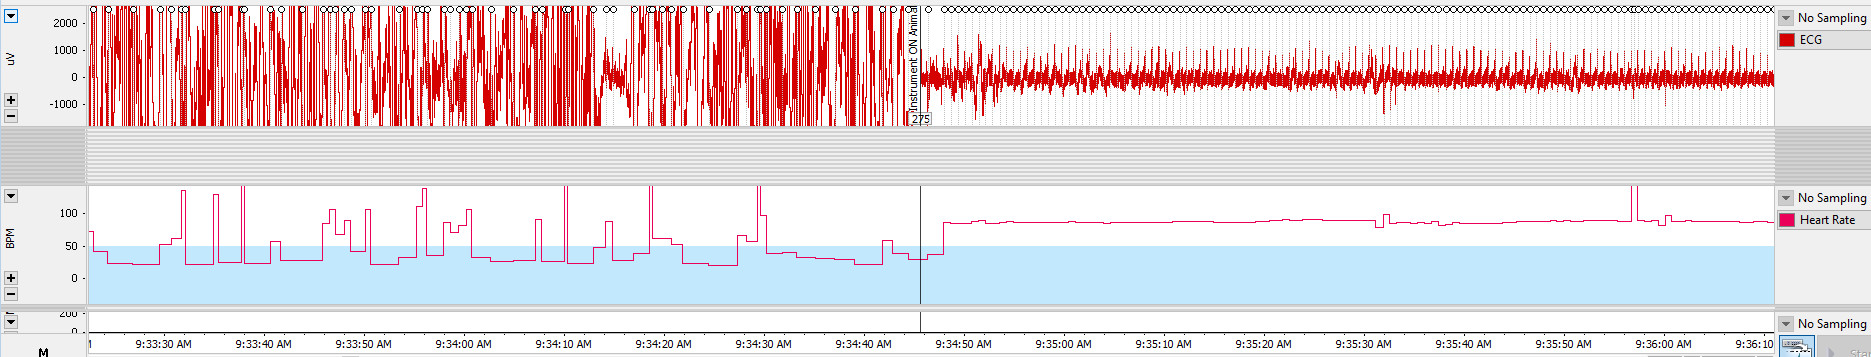 2000
1000
0
-1000
uV
Instrument ON Animal
275
No Sampling
ECG
100
50
0
BPM
No Sampling
Heart Rate
200
0
No Sampling
9:33:30 AM
9:33:40 AM
9:33:50 AM
9:34:00 AM
9:34:10 AM
9:34:20 AM
9:34:30 AM
9:34:40 AM
9:34:50 AM
9:35:00 AM
9:35:10 AM
9:35:20 AM
9:35:30 AM
9:35:40 AM
9:35:50 AM
9:36:00 AM
9:36:10
M